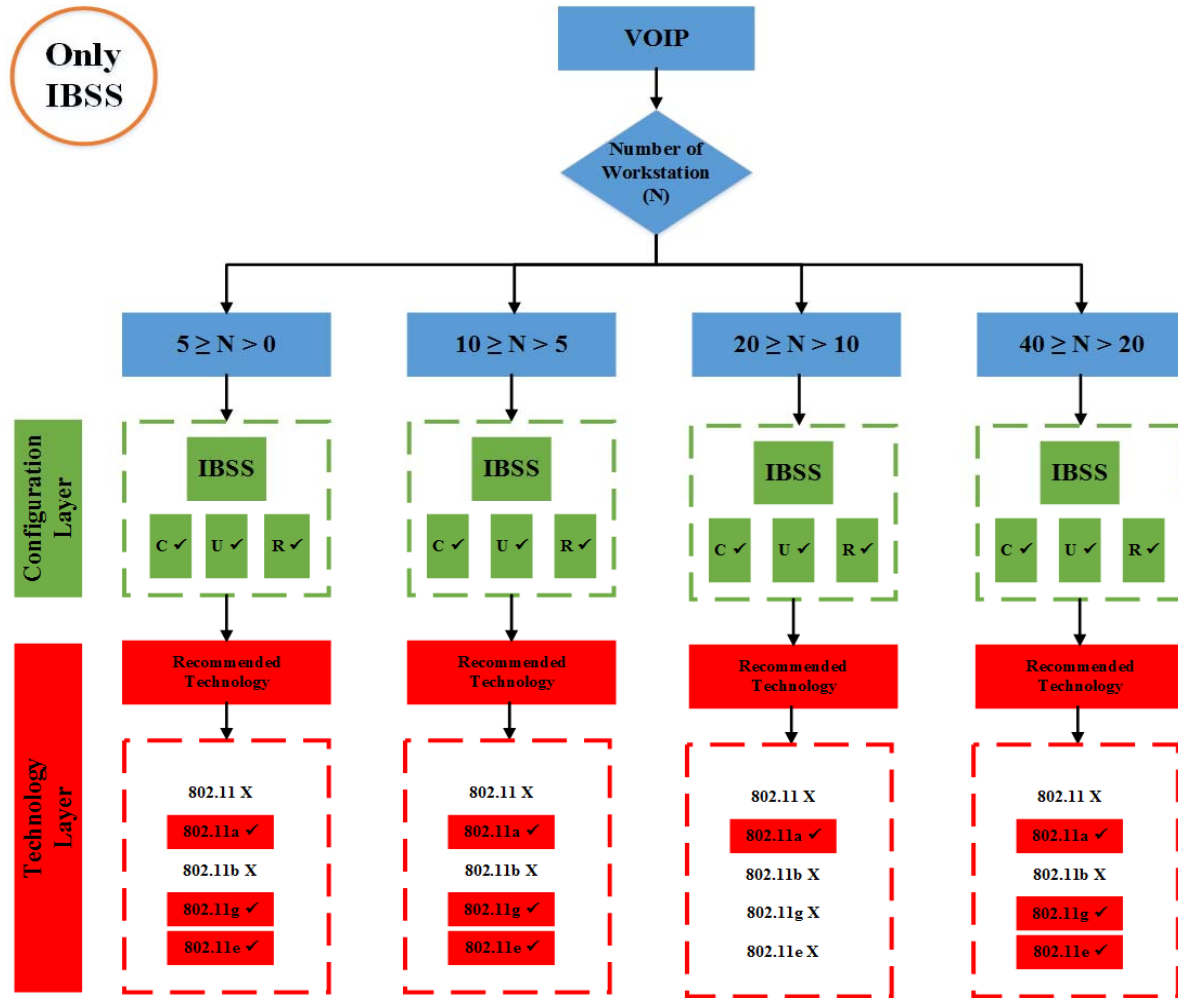 Only
IBSS
VOIP
Number of
Workstation
(N)
5 ≥ N > 0
10 ≥ N > 5
20 ≥ N > 10
40 ≥ N > 20
Configuration
Layer
IBSS
C ✓ U ✓ R ✓
IBSS
C ✓ U ✓ R ✓
IBSS
C ✓ U ✓ R ✓
IBSS
C ✓ U ✓ R ✓
Technology
Layer
Recommended
Technology
802.11 X
802.11a ✓
802.11b X
802.11g ✓
802.11e ✓
Recommended
Technology
802.11 X
802.11a ✓
802.11b X
802.11g ✓
802.11e ✓
Recommended
Technology
802.11 X
802.11a ✓
802.11b X
802.11g X
802.11e X
Recommended
Technology
802.11 X
802.11a ✓
802.11b X
802.11g ✓
802.11e ✓